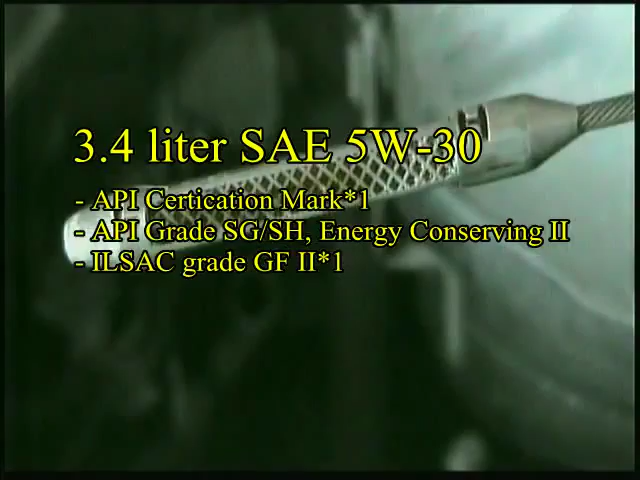 3.4 liter SAE 5W-30
- API Certication Mark*1
- API Grade SG/SH, Energy Conserving II
- ILSAC grade GF II*1